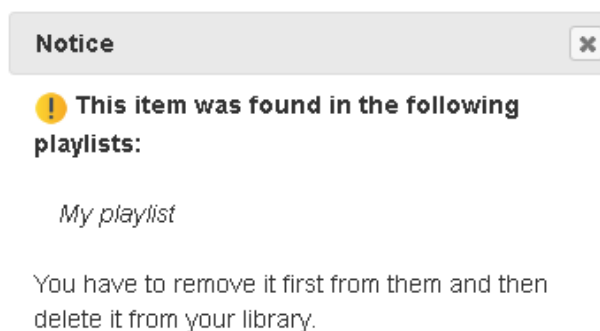 Notice
This item was found in the following
playlists:
My playlist
You have to remove it first from them and then
delete it from your library.